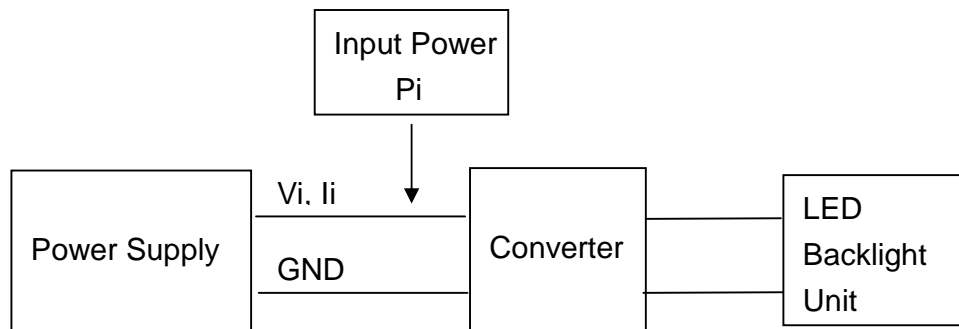 Input Power
Pi
Vi, Ii
Power Supply
GND
Converter
LED
Backlight
Unit